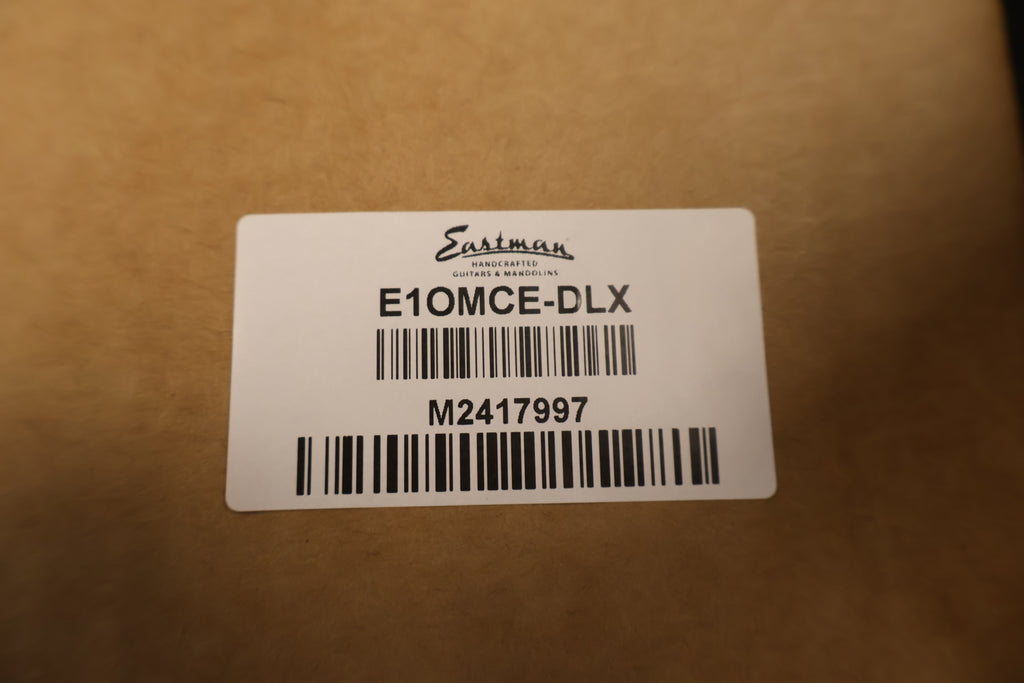 Eastman
HANDCRAFTED
GUITARS & MANDOLINS
E1OMCE-DLX
M2417997